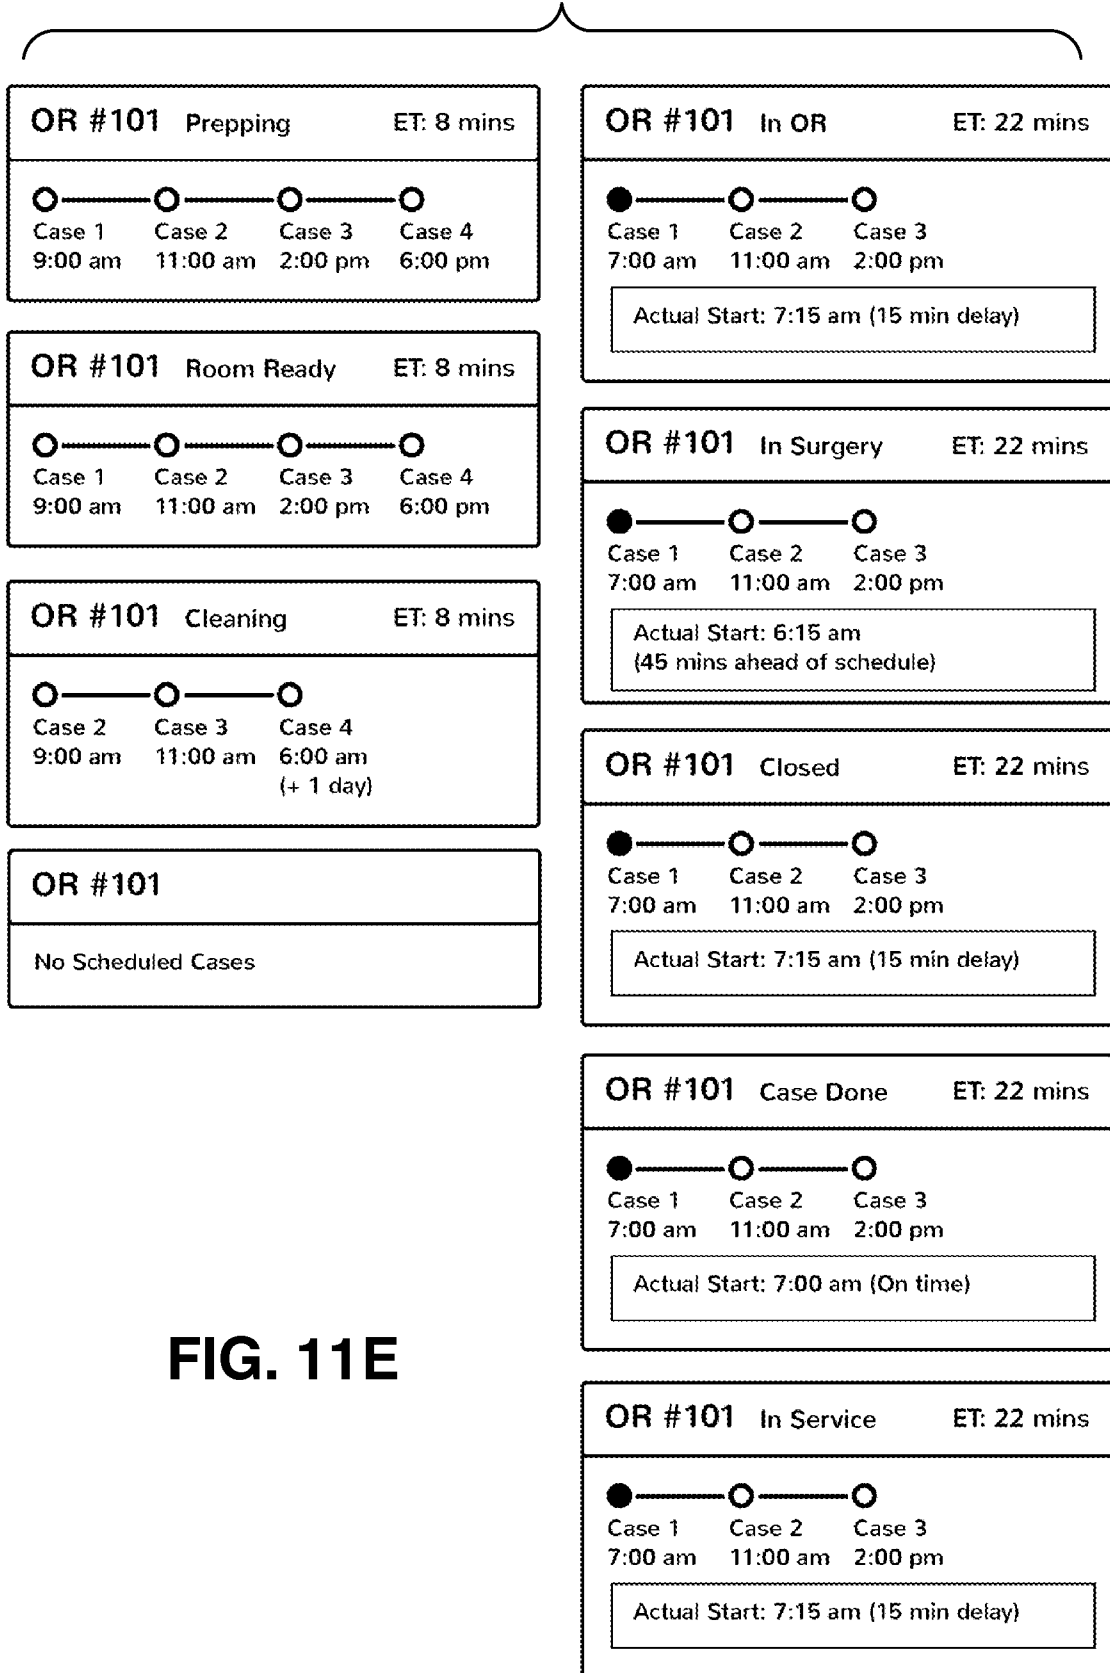 OR #101 Prepping ET: 8 mins
Case 1 Case 2 Case 3 Case 4
9:00 am 11:00 am 2:00 pm 6:00 pm
OR #101 Room Ready ET: 8 mins
Case 1 Case 2 Case 3 Case 4
9:00 am 11:00 am 2:00 pm 6:00 pm
OR #101 Cleaning ET: 8 mins
Case 2 Case 3 Case 4
9:00 am 11:00 am 6:00 am
(+ 1 day)
OR #101
No Scheduled Cases
OR #101 In OR ET: 22 mins
Case 1 Case 2 Case 3
7:00 am 11:00 am 2:00 pm
Actual Start: 7:15 am (15 min delay)
OR #101 In Surgery ET: 22 mins
Case 1 Case 2 Case 3
7:00 am 11:00 am 2:00 pm
Actual Start: 6:15 am
(45 mins ahead of schedule)
OR #101 Closed ET: 22 mins
Case 1 Case 2 Case 3
7:00 am 11:00 am 2:00 pm
Actual Start: 7:15 am (15 min delay)
OR #101 Case Done ET: 22 mins
Case 1 Case 2 Case 3
7:00 am 11:00 am 2:00 pm
Actual Start: 7:00 am (On time)
OR #101 In Service ET: 22 mins
Case 1 Case 2 Case 3
7:00 am 11:00 am 2:00 pm
Actual Start: 7:15 am (15 min delay)
FIG. 11E